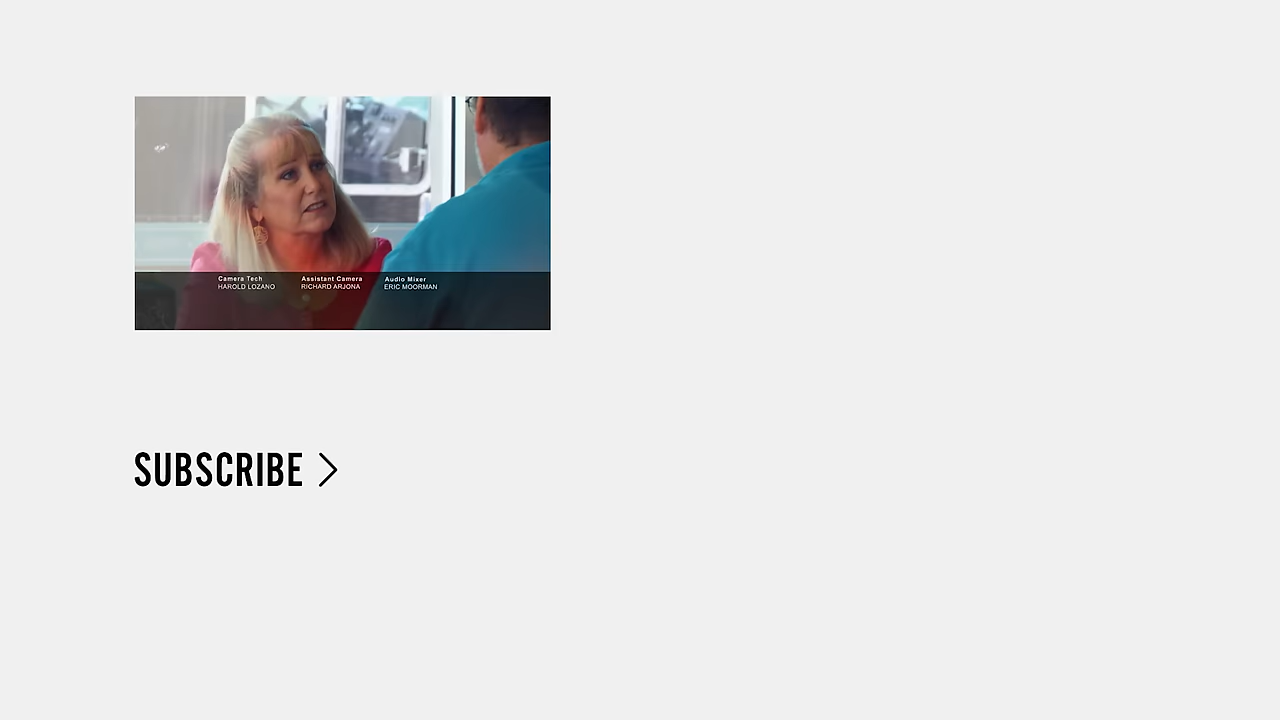 Camera Tech Assistant Camera Audio Mixer
HAROLD LOZANO RICHARD ARJONA ERIC MOORMAN
SUBSCRIBE